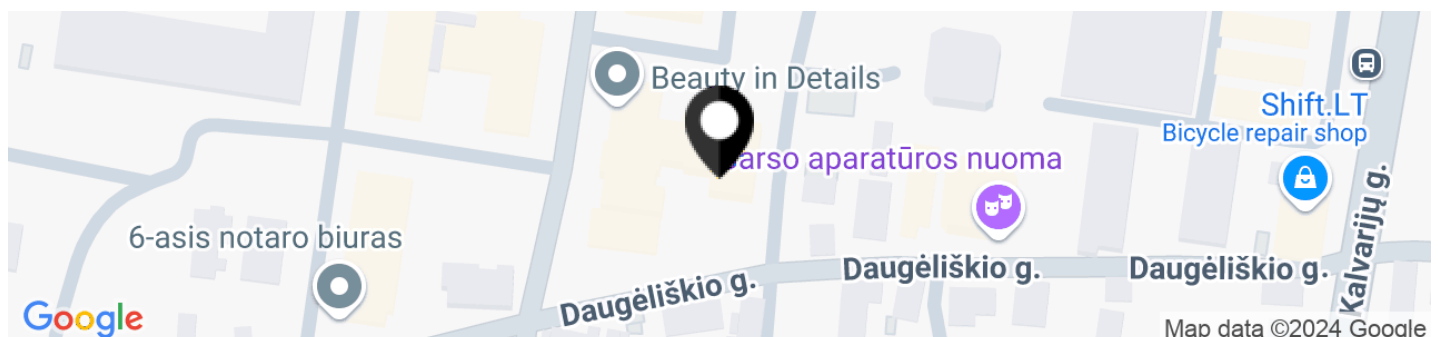 Beauty in Details
Shift.LT
Bicycle repair shop
aparatūros nuoma
6-asis notaro biuras
Kalvarijų g.
Daugėliškio g.
Daugėliškio g.
Daugėliškio g.
Google
Map data ©2024 Google